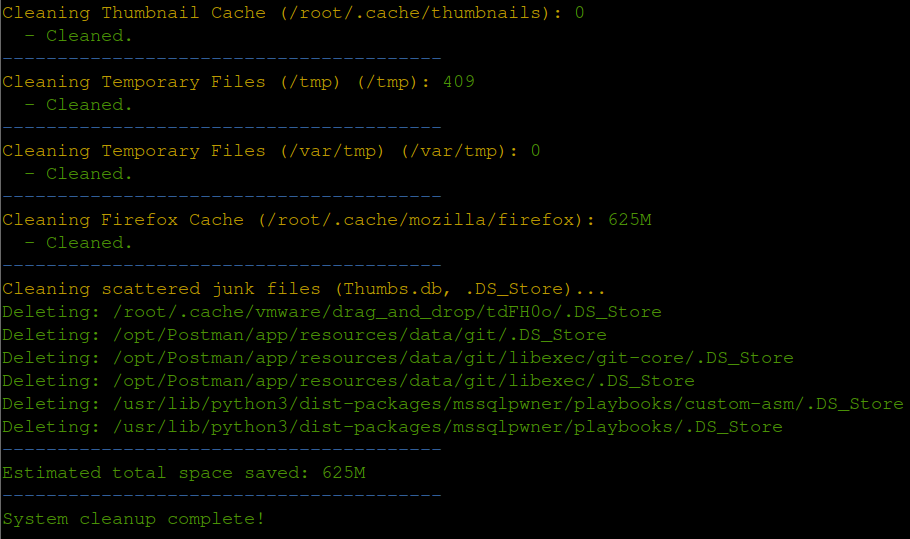 Cleaning Thumbnail Cache (/root/.cache/thumbnails): 0
  - Cleaned.
----------------------------------------
Cleaning Temporary Files (/tmp) (/tmp): 409
  - Cleaned.
----------------------------------------
Cleaning Temporary Files (/var/tmp) (/var/tmp): 0
  - Cleaned.
----------------------------------------
Cleaning Firefox Cache (/root/.cache/mozilla/firefox): 625M
  - Cleaned.
----------------------------------------
Cleaning scattered junk files (Thumbs.db, .DS_Store)...
Deleting: /root/.cache/vmware/drag_and_drop/tdFH0o/.DS_Store
Deleting: /opt/Postman/app/resources/data/git/.DS_Store
Deleting: /opt/Postman/app/resources/data/git/libexec/git-core/.DS_Store
Deleting: /opt/Postman/app/resources/data/git/libexec/.DS_Store
Deleting: /usr/lib/python3/dist-packages/mssqlpwner/playbooks/custom-asm/.DS_Store
Deleting: /usr/lib/python3/dist-packages/mssqlpwner/playbooks/.DS_Store
----------------------------------------
Estimated total space saved: 625M
----------------------------------------
System cleanup complete!